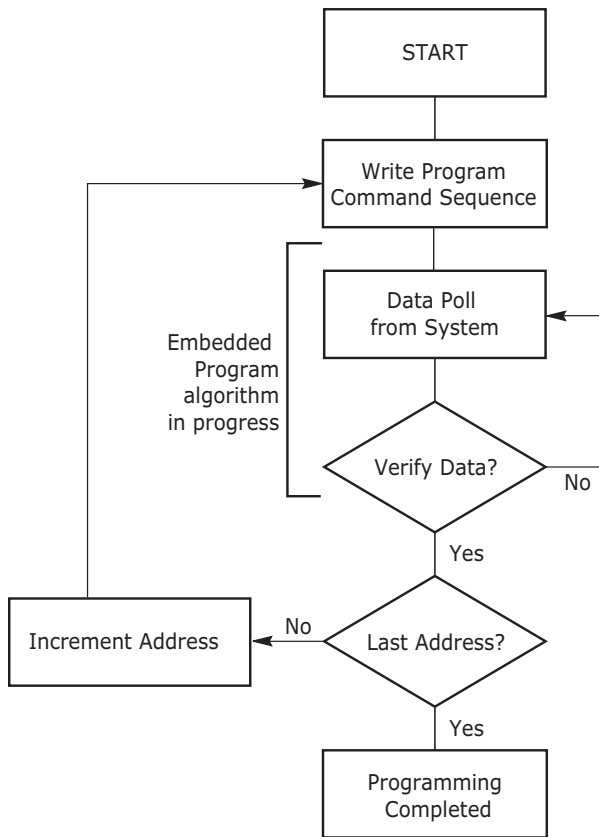 START
Write Program
Command Sequence
Data Poll
from System
Embedded
Program
algorithm
in progress
Verify Data?
No
Yes
Last Address?
No
Increment Address
Yes
Programming
Completed